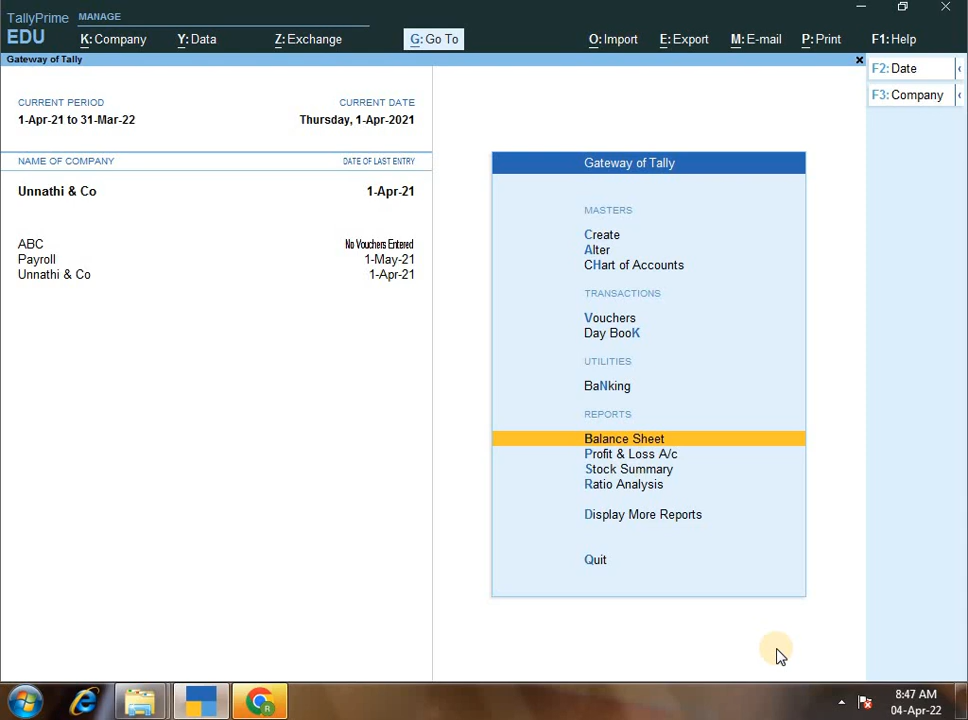 TallyPrime MANAGE
EDU K: Company Y: Data Z: Exchange G: Go To O: Import E: Export M: E-mail P: Print F1: Help
Gateway of Tally
F2: Date
F3: Company
CURRENT PERIOD CURRENT DATE
1-Apr-21 to 31-Mar-22 Thursday, 1-Apr-2021
NAME OF COMPANY DATE OF LAST ENTRY
Unnathi & Co 1-Apr-21
ABC No Vouchers Entered
Payroll 1-May-21
Unnathi & Co 1-Apr-21
Gateway of Tally
MASTERS
Create
Alter
CHart of Accounts
TRANSACTIONS
Vouchers
Day BooK
UTILITIES
BaNking
REPORTS
Balance Sheet
Profit & Loss A/c
Stock Summary
Ratio Analysis
Display More Reports
Quit
8:47 AM
04-Apr-22